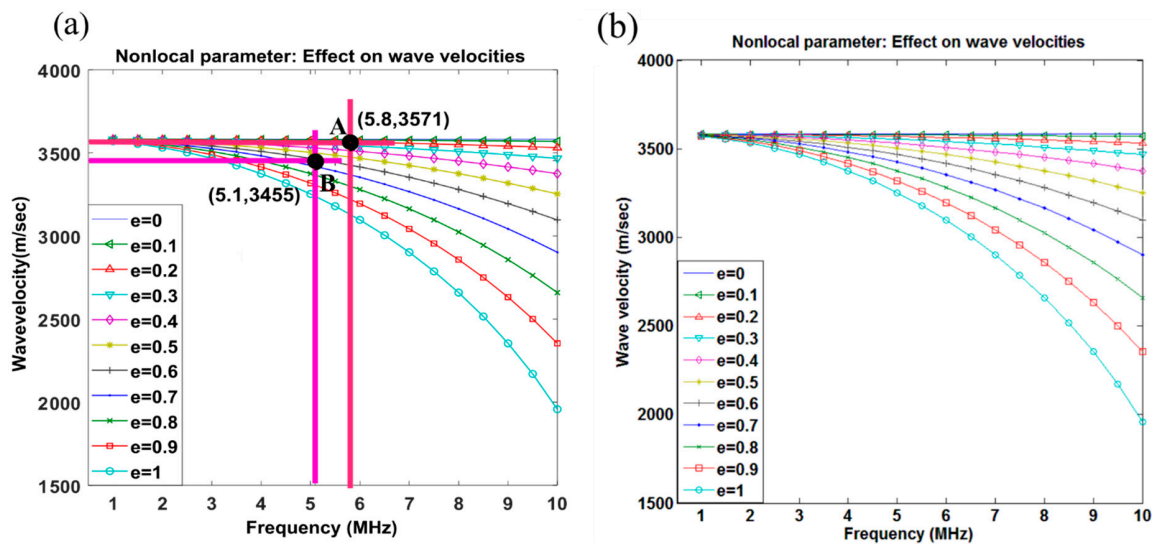 (a)
Nonlocal parameter: Effect on wave velocities
4000
3500
3000
2500
2000
1500
Wavevelocity(m/sec)
A
(5.8,3571)
B
(5.1,3455)
e=0
e=0.1
e=0.2
e=0.3
e=0.4
e=0.5
e=0.6
e=0.7
e=0.8
e=0.9
e=1
1 2 3 4 5 6 7 8 9 10
Frequency (MHz)
(b)
Nonlocal parameter: Effect on wave velocities
4000
3500
3000
2500
2000
1500
Wave velocity (m/sec)
e=0
e=0.1
e=0.2
e=0.3
e=0.4
e=0.5
e=0.6
e=0.7
e=0.8
e=0.9
e=1
1 2 3 4 5 6 7 8 9 10
Frequency (MHz)